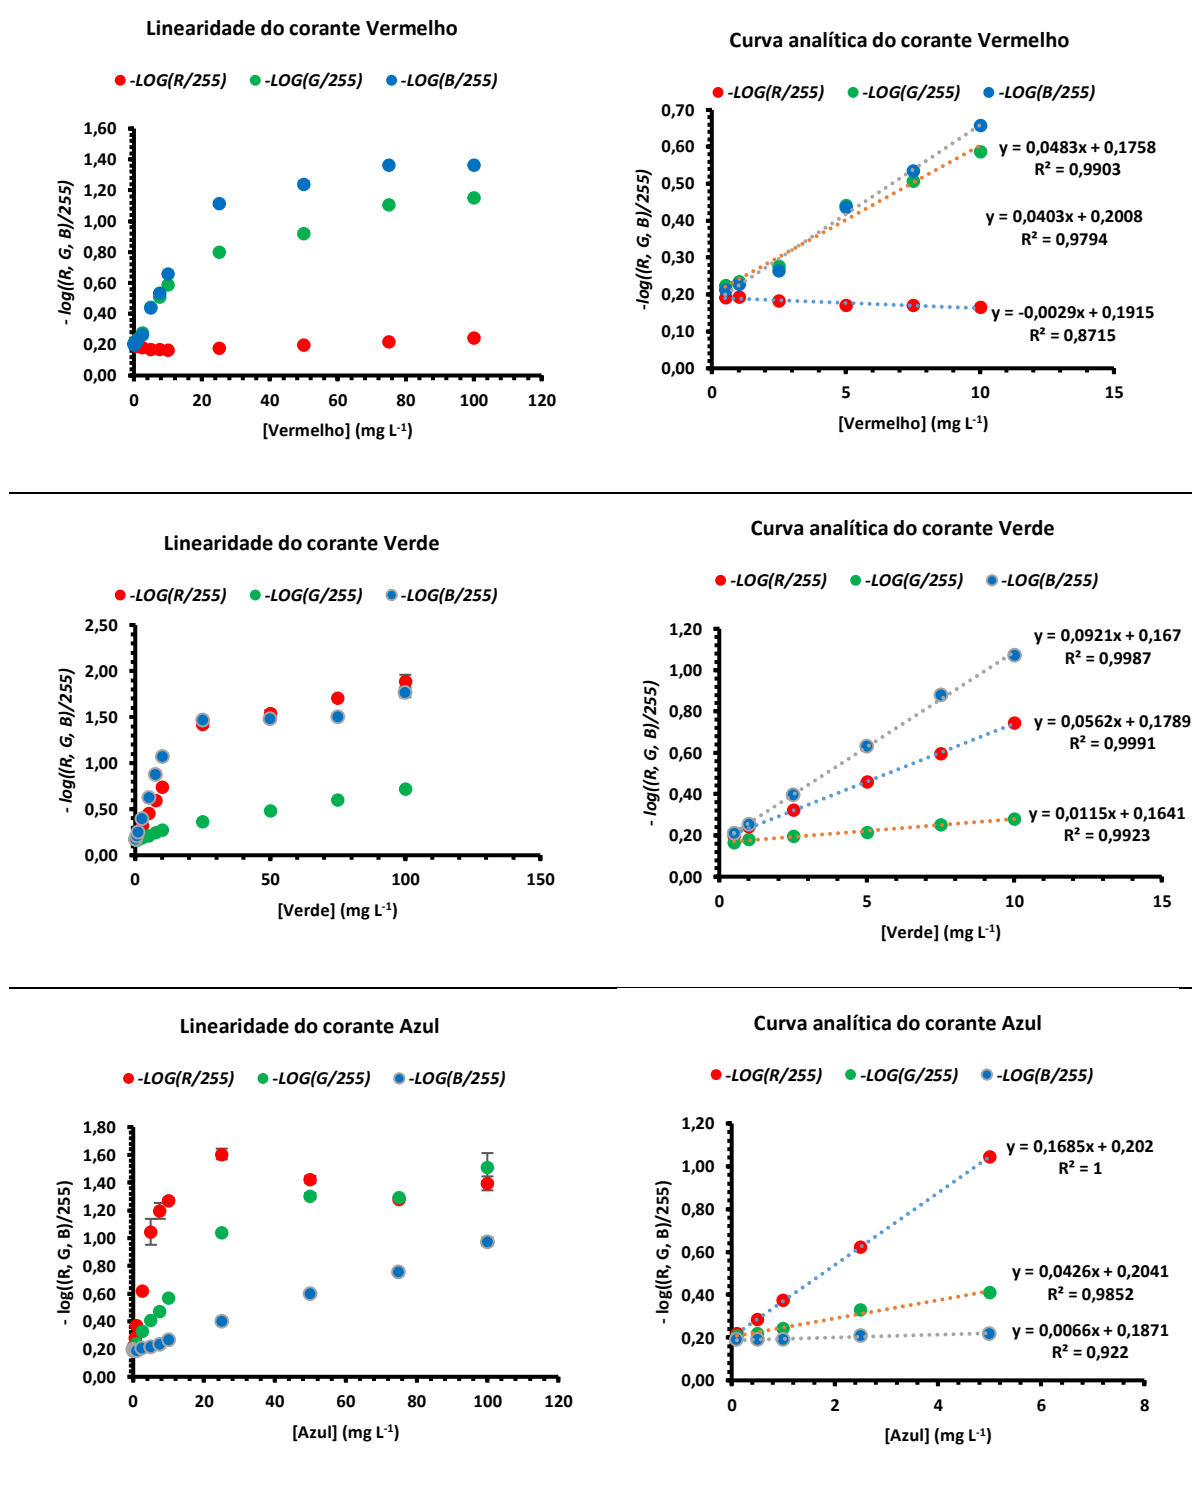 Linearidade do corante Vermelho
-LOG(R/255) -LOG(G/255) -LOG(B/255)
- log((R, G, B)/255)
1,60
1,40
1,20
1,00
0,80
0,60
0,40
0,20
0,00
0 20 40 60 80 100 120
[Vermelho] (mg L-1)
Curva analítica do corante Vermelho
-LOG(R/255) -LOG(G/255) -LOG(B/255)
-log((R, G, B)/255)
0,70
0,60
0,50
0,40
0,30
0,20
0,10
0,00
y = 0,0483x + 0,1758
R² = 0,9903
y = 0,0403x + 0,2008
R² = 0,9794
y = -0,0029x + 0,1915
R² = 0,8715
0 5 10 15
[Vermelho] (mg L-1)
Linearidade do corante Verde
-LOG(R/255) -LOG(G/255) -LOG(B/255)
- log((R, G, B)/255)
2,50
2,00
1,50
1,00
0,50
0,00
0 50 100 150
[Verde] (mg L-1)
Curva analítica do corante Verde
-LOG(R/255) -LOG(G/255) -LOG(B/255)
- log((R, G, B)/255)
1,20
1,00
0,80
0,60
0,40
0,20
0,00
y = 0,0921x + 0,167
R² = 0,9987
y = 0,0562x + 0,1789
R² = 0,9991
y = 0,0115x + 0,1641
R² = 0,9923
0 5 10 15
[Verde] (mg L-1)
Linearidade do corante Azul
-LOG(R/255) -LOG(G/255) -LOG(B/255)
- log((R, G, B)/255)
1,80
1,60
1,40
1,20
1,00
0,80
0,60
0,40
0,20
0,00
0 20 40 60 80 100 120
[Azul] (mg L-1)
Curva analítica do corante Azul
-LOG(R/255) -LOG(G/255) -LOG(B/255)
- log((R, G, B)/255)
1,20
1,00
0,80
0,60
0,40
0,20
0,00
y = 0,1685x + 0,202
R² = 1
y = 0,0426x + 0,2041
R² = 0,9852
y = 0,0066x + 0,1871
R² = 0,922
0 2 4 6 8
[Azul] (mg L-1)